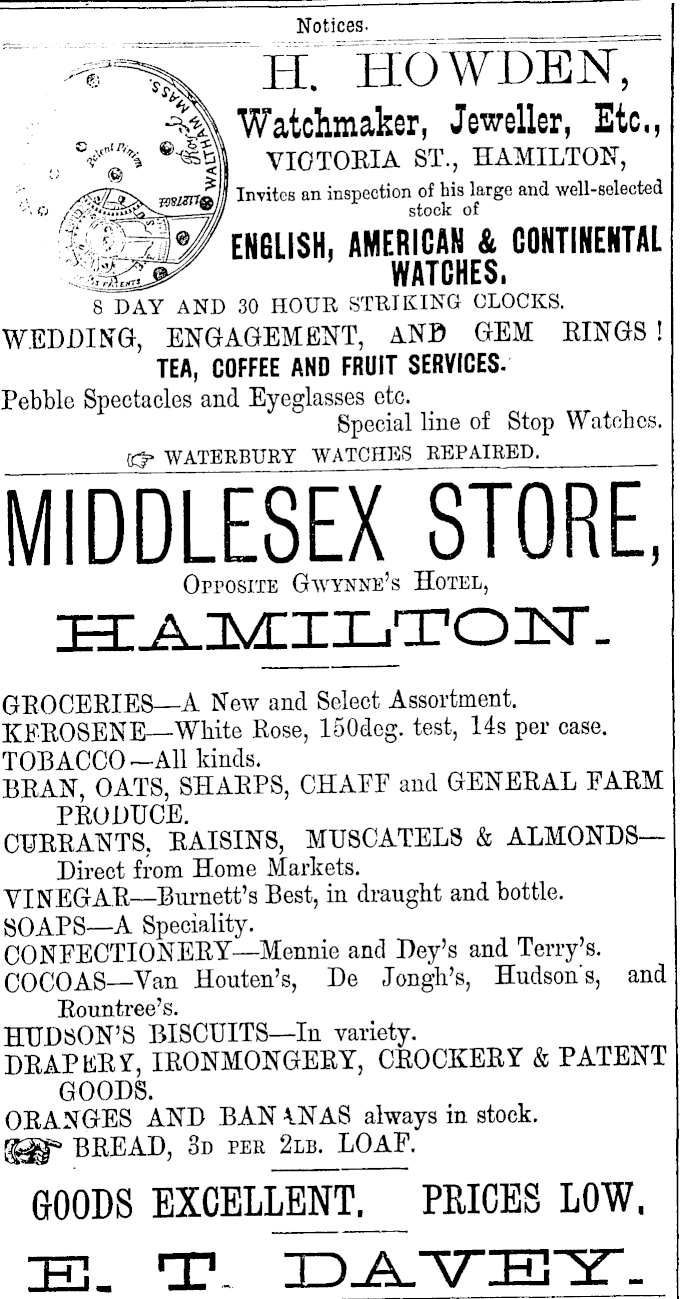 Notices.
H. HOWDEN,
Watchmaker, Jeweller, Etc.,
VICTORIA ST., HAMILTON,
Invites an inspection of his large and well-selected
stock of
ENGLISH, AMERICAN & CONTINENTAL
WATCHES.
8 DAY AND 30 HOUR STRIKING CLOCKS.
WEDDING, ENGAGEMENT, AND GEM RINGS!
TEA, COFFEE AND FRUIT SERVICES.
Pebble Spectacles and Eyeglasses etc.
Special line of Stop Watches.
☞ WATERBURY WATCHES REPAIRED.
WALTHAM MASS.
Patent Pinion
MIDDLESEX STORE,
OPPOSITE GWYNNE'S HOTEL,
HAMILTON.
GROCERIES—A New and Select Assortment.
KEROSENE—White Rose, 150deg. test, 14s per case.
TOBACCO—All kinds.
BRAN, OATS, SHARPS, CHAFF and GENERAL FARM
PRODUCE.
CURRANTS, RAISINS, MUSCATELS & ALMONDS—
Direct from Home Markets.
VINEGAR—Burnett's Best, in draught and bottle.
SOAPS—A Speciality.
CONFECTIONERY—Mennie and Dey's and Terry's.
COCOAS—Van Houten's, De Jongh's, Hudson's, and
Rountree's.
HUDSON'S BISCUITS—In variety.
DRAPERY, IRONMONGERY, CROCKERY & PATENT
GOODS.
ORANGES AND BANANAS always in stock.
☞ BREAD, 3D PER 2LB. LOAF.
GOODS EXCELLENT. PRICES LOW.
E. T. DAVEY.